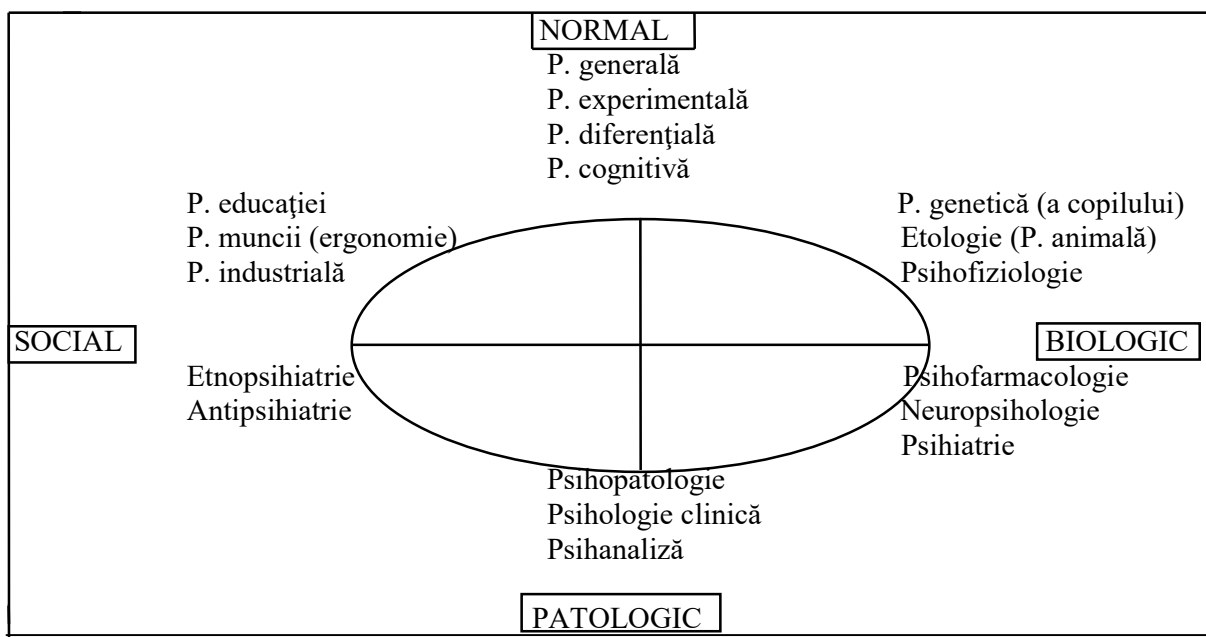 NORMAL
P. generală
P. experimentală
P. diferenţială
P. cognitivă
P. educaţiei
P. muncii (ergonomie)
P. industrială
P. genetică (a copilului)
Etologie (P. animală)
Psihofiziologie
SOCIAL
BIOLOGIC
Etnopsihiatrie
Antipsihiatrie
Psihofarmacologie
Neuropsihologie
Psihiatrie
Psihopatologie
Psihologie clinică
Psihanaliză
PATOLOGIC